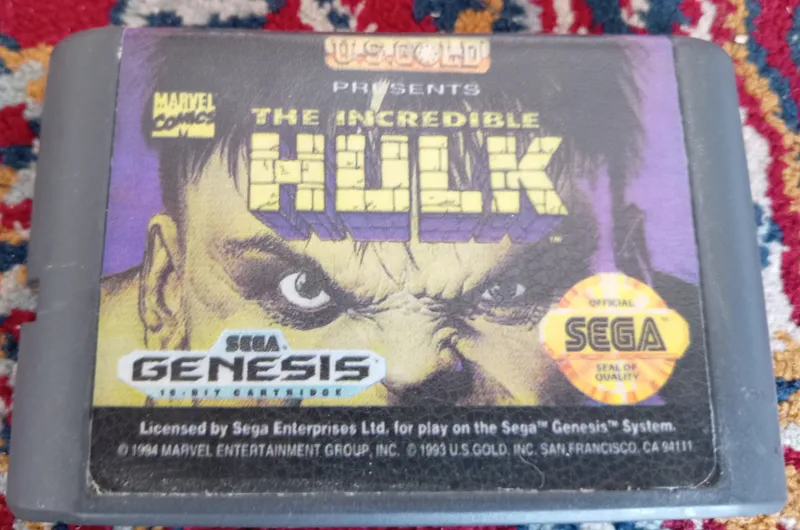 U.S. GOLD
PRESENTS
MARVEL
COMICS
THE INCREDIBLE
HULK
™
OFFICIAL
SEGA™
SEAL OF
QUALITY
SEGA
GENESIS
16-BIT CARTRIDGE
Licensed by Sega Enterprises Ltd. for play on the Sega™ Genesis™ System.
© 1994 MARVEL ENTERTAINMENT GROUP, INC. © 1993 U.S. GOLD, INC. SAN FRANCISCO, CA 94111